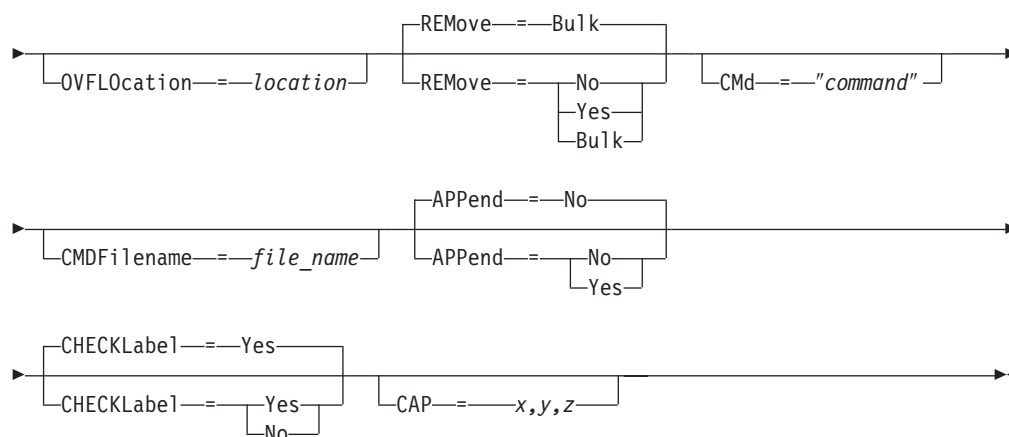 REMove = Bulk
OVFLOcation = location REMove = No CMd = "command"
Yes
Bulk
APPend = No
CMDFilename = file_name APPend = No
Yes
CHECKLabel = Yes
CHECKLabel = Yes CAP = x,y,z
No